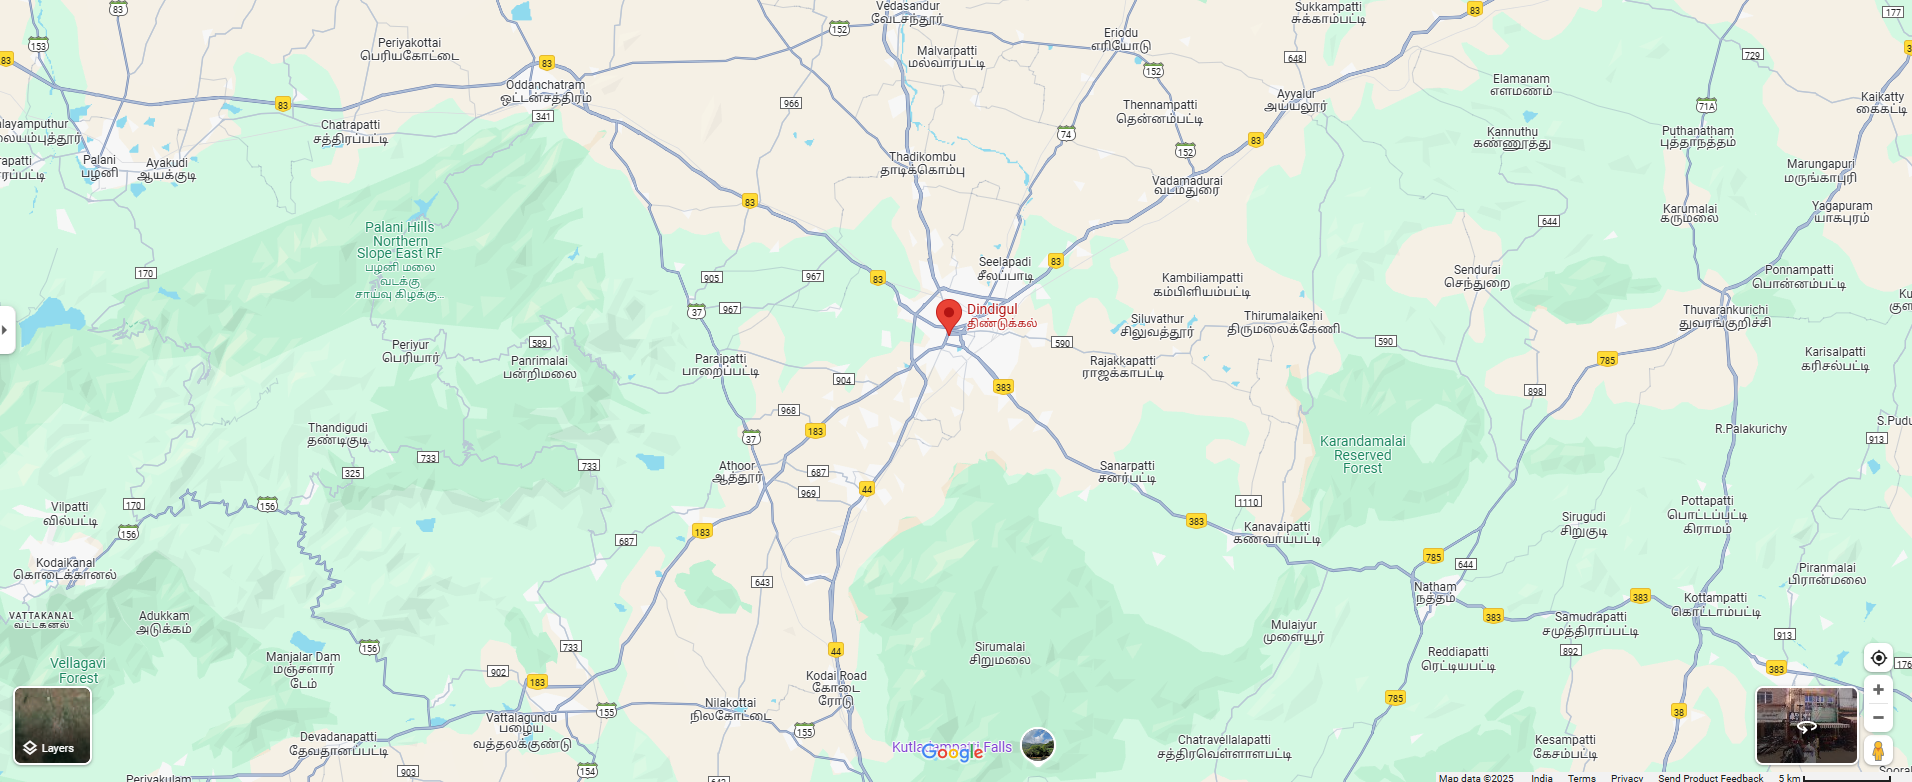 83
Vedasandur
வேடசந்தூர்
Sukkampatti
சுக்காம்பட்டி
83
177
153
Periyakottai
பெரியகோட்டை
152
Malvarpatti
மல்வார்பட்டி
Eriodu
எரியோடு
648
729
83
83
152
Oddanchatram
ஒட்டன்சத்திரம்
Elamanam
எளமணம்
Ayyalur
அய்யலூர்
Kaikatty
கைகட்டி
83
966
341
Thennampatti
தென்னம்பட்டி
71A
Chatrapatti
சத்திரப்பட்டி
74
83
Kannuthu
கண்ணூத்து
Puthanatham
புத்தாநத்தம்
Palani
பழனி
Ayakudi
ஆயக்குடி
Thadikombu
தாடிக்கொம்பு
152
Marungapuri
மருங்காபுரி
Vadamadurai
வடமதுரை
83
Karumalai
கருமலை
Yagapuram
யாகபுரம்
644
Palani Hills
Northern
Slope East RF
பழனி மலை
வடக்கு
சாய்வு கிழக்கு...
170
905
967
83
Seelapadi
சீலப்பாடி
83
Kambiliampatti
கம்பிளியம்பட்டி
Sendurai
செந்துறை
Ponnampatti
பொன்னம்பட்டி
37
967
Dindigul
திண்டுக்கல்
Siluvathur
சிலுவத்தூர்
Thirumalaikeni
திருமலைக்கேணி
Thuvarankurichi
துவரங்குறிச்சி
Periyur
பெரியார்
589
590
590
Panrimalai
பன்றிமலை
Paraipatti
பாறைப்பட்டி
904
383
Rajakkapatti
ராஜக்காபட்டி
785
Karisalpatti
கரிசல்பட்டி
898
968
Thandigudi
தண்டிகுடி
183
37
Karandamalai
Reserved
Forest
R.Palakurichy
913
325
733
733
Athoor
ஆத்தூர்
687
969
44
Sanarpatti
சனர்பட்டி
Vilpatti
வில்பட்டி
170
156
156
183
687
1110
383
Kanavaipatti
கணவாய்பட்டி
Sirugudi
சிறுகுடி
Pottapatti
பொட்டப்பட்டி
கிராமம்
Kodaikanal
கொடைக்கானல்
643
785
644
Natham
நத்தம்
Piranmalai
பிரான்மலை
VATTAKANAL
வட்டகனல்
Adukkam
அடுக்கம்
383
383
Kottampatti
கொட்டாம்பட்டி
Samudrapatti
சமுத்திராப்பட்டி
Mulaiyur
முளையூர்
913
Vellagavi
Forest
Manjalar Dam
மஞ்சளார்
டேம்
156
733
44
Sirumalai
சிறுமலை
Reddiapatti
ரெட்டியபட்டி
892
902
183
383
176
Kodai Road
கோடை
ரோடு
785
38
Vattalagundu
பழைய
வத்தலக்குண்டு
155
Nilakottai
நிலகோட்டை
155
Devadanapatti
தேவதானப்பட்டி
Google
Chatravellalapatti
சத்திரவெள்ளாளபட்டி
Kesampatti
கேசம்பட்டி
Layers
903
154
Periyakulam
Map data ©2025 India Terms Privacy Send Product Feedback 5 km